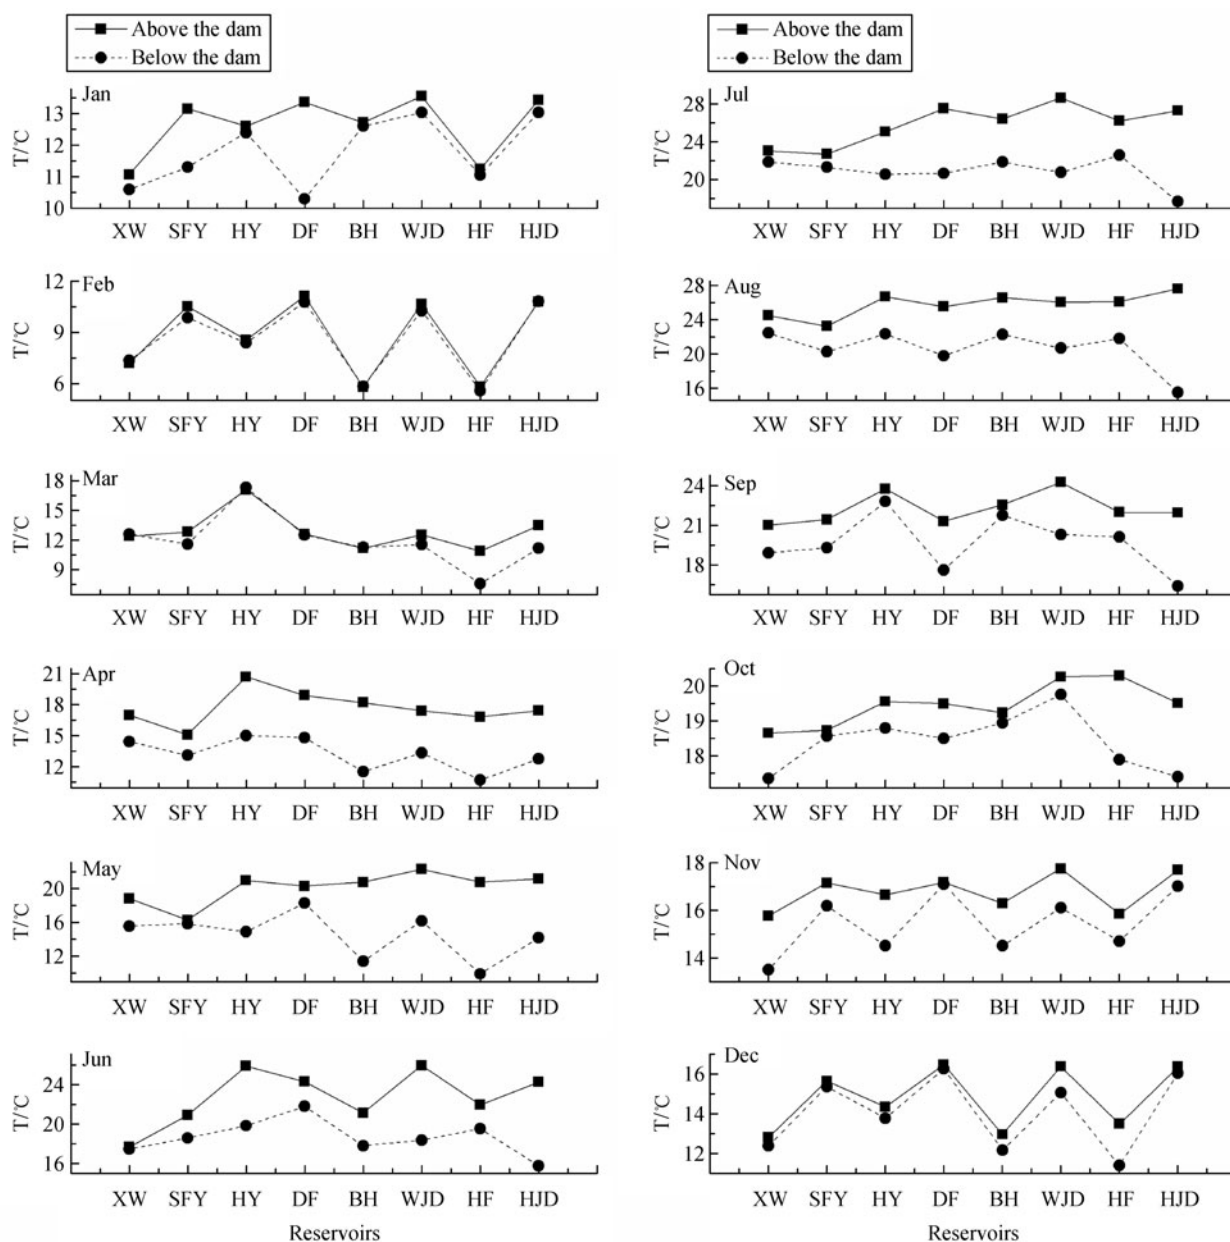 Above the dam
Below the dam
Jan
T/℃
13
12
11
10
XW SFY HY DF BH WJD HF HJD
Feb
T/℃
12
9
6
XW SFY HY DF BH WJD HF HJD
Mar
T/℃
18
15
12
9
XW SFY HY DF BH WJD HF HJD
Apr
T/℃
21
18
15
12
XW SFY HY DF BH WJD HF HJD
May
T/℃
20
16
12
XW SFY HY DF BH WJD HF HJD
Jun
T/℃
24
20
16
XW SFY HY DF BH WJD HF HJD
Reservoirs
Above the dam
Below the dam
Jul
T/℃
28
24
20
XW SFY HY DF BH WJD HF HJD
Aug
T/℃
28
24
20
16
XW SFY HY DF BH WJD HF HJD
Sep
T/℃
24
21
18
XW SFY HY DF BH WJD HF HJD
Oct
T/℃
20
19
18
XW SFY HY DF BH WJD HF HJD
Nov
T/℃
18
16
14
XW SFY HY DF BH WJD HF HJD
Dec
T/℃
16
14
12
XW SFY HY DF BH WJD HF HJD
Reservoirs